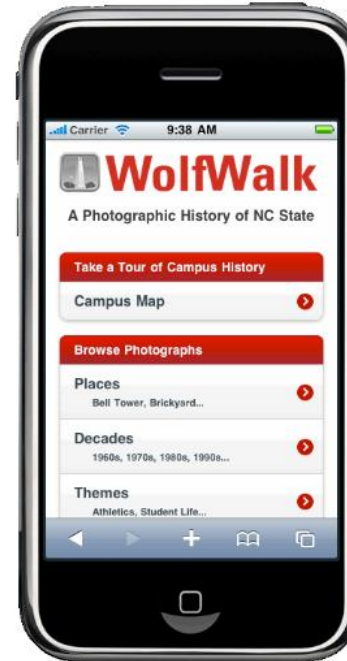 Carrier 9:38 AM
WolfWalk
A Photographic History of NC State
Take a Tour of Campus History
Campus Map
Browse Photographs
Places
Bell Tower, Brickyard...
Decades
1960s, 1970s, 1980s, 1990s...
Themes
Athletics, Student Life...